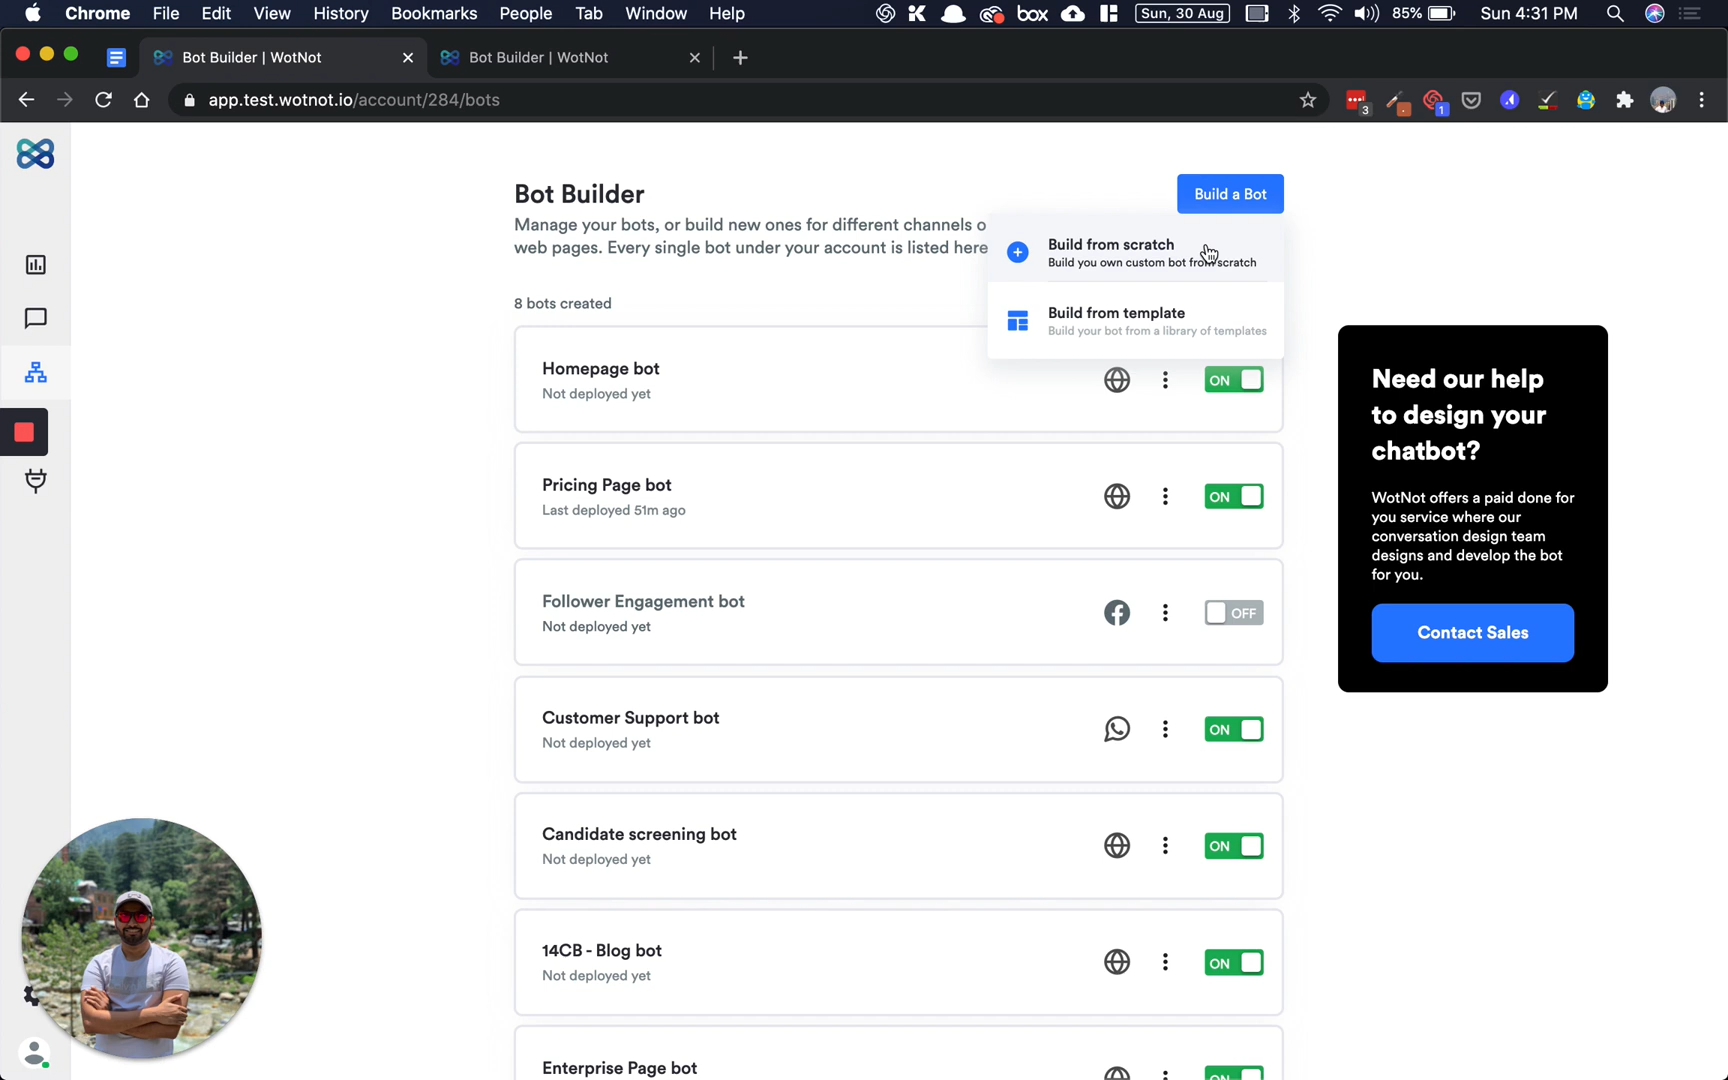 Chrome File Edit View History Bookmarks People Tab Window Help box Sun, 30 Aug 85% Sun 4:31 PM
Bot Builder | WotNot Bot Builder | WotNot
app.test.wotnot.io/account/284/bots 3 1
Bot Builder
Build a Bot
Manage your bots, or build new ones for different channels o
web pages. Every single bot under your account is listed here
Build from scratch
Build you own custom bot from scratch
Build from template
Build your bot from a library of templates
8 bots created
Homepage bot
Not deployed yet
ON
Pricing Page bot
Last deployed 51m ago
ON
Follower Engagement bot
Not deployed yet
OFF
Customer Support bot
Not deployed yet
ON
Candidate screening bot
Not deployed yet
ON
14CB - Blog bot
Not deployed yet
ON
Enterprise Page bot
ON
Need our help
to design your
chatbot?
WotNot offers a paid done for
you service where our
conversation design team
designs and develop the bot
for you.
Contact Sales